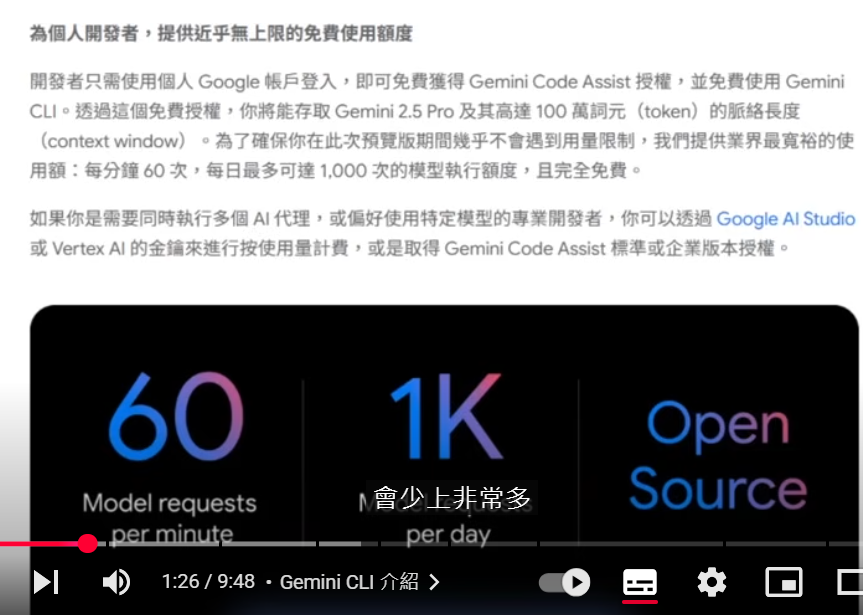 為個人開發者，提供近乎無上限的免費使用額度
開發者只需使用個人 Google 帳戶登入，即可免費獲得 Gemini Code Assist 授權，並免費使用 Gemini
CLI。透過這個免費授權，你將能存取 Gemini 2.5 Pro 及其高達 100 萬詞元（token）的脈絡長度
（context window）。為了確保你在此次預覽版期間幾乎不會遇到用量限制，我們提供業界最寬裕的使
用額：每分鐘 60 次，每日最多可達 1,000 次的模型執行額度，且完全免費。
如果你是需要同時執行多個 AI 代理，或偏好使用特定模型的專業開發者，你可以透過 Google AI Studio
或 Vertex AI 的金鑰來進行按使用量計費，或是取得 Gemini Code Assist 標準或企業版本授權。
60
Model requests
per minute
1K
Model requests
per day
Open
Source
會少上非常多
1:26 / 9:48 • Gemini CLI 介紹